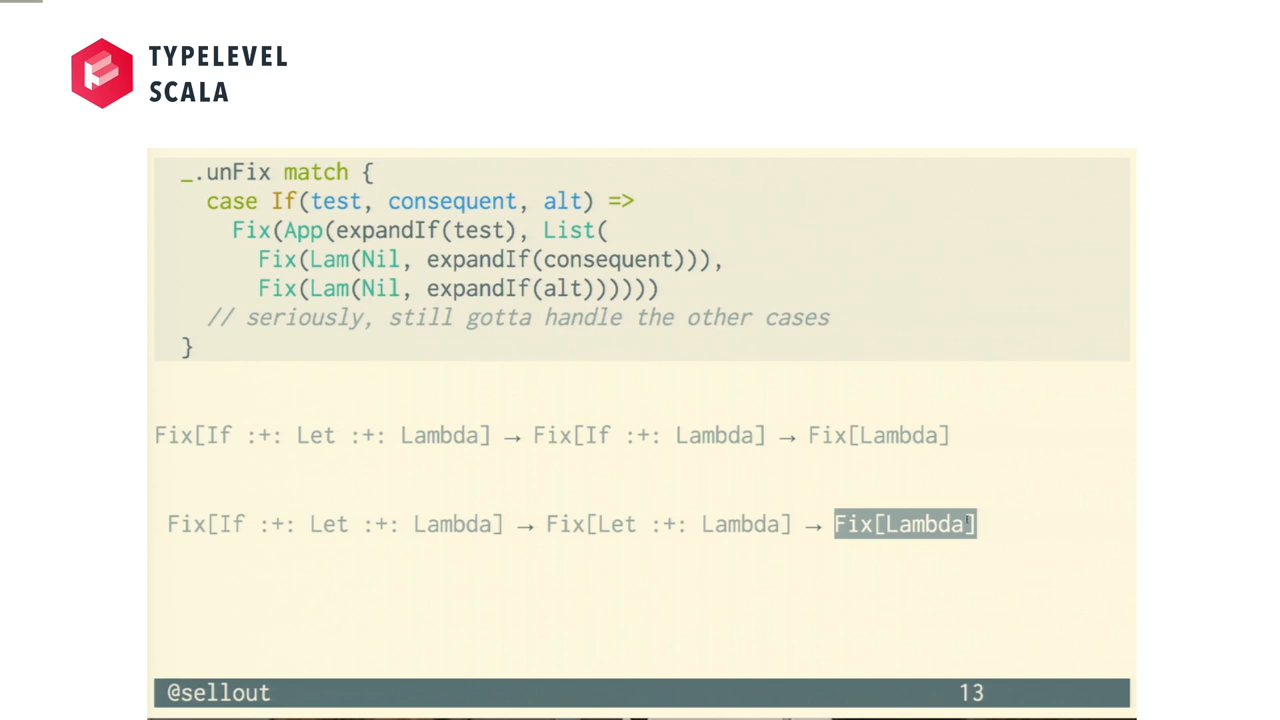 TYPELEVEL
SCALA
_.unFix match {
case If(test, consequent, alt) =>
Fix(App(expandIf(test), List(
Fix(Lam(Nil, expandIf(consequent))),
Fix(Lam(Nil, expandIf(alt))))))
// seriously, still gotta handle the other cases
}
Fix[If :+: Let :+: Lambda] → Fix[If :+: Lambda] → Fix[Lambda]
Fix[If :+: Let :+: Lambda] → Fix[Let :+: Lambda] → Fix[Lambda]
@sellout 13